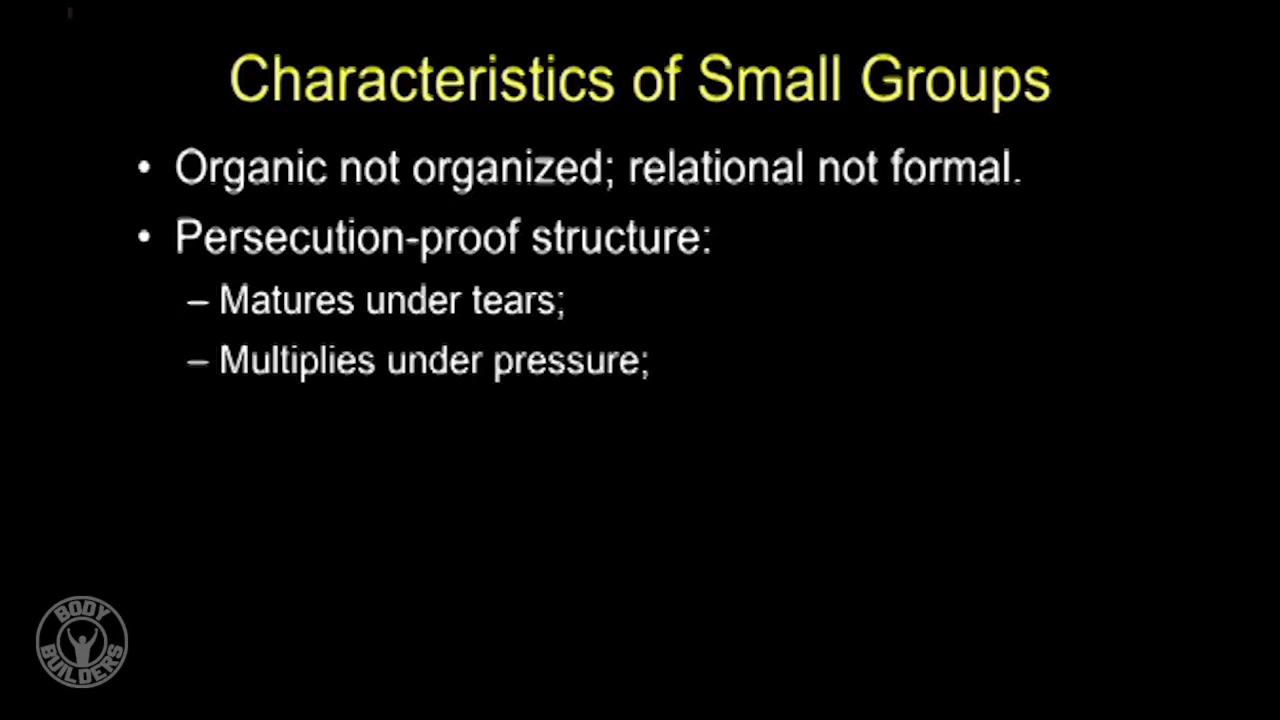 Characteristics of Small Groups
• Organic not organized; relational not formal.
• Persecution-proof structure:
– Matures under tears;
– Multiplies under pressure;
BODY
BUILDERS